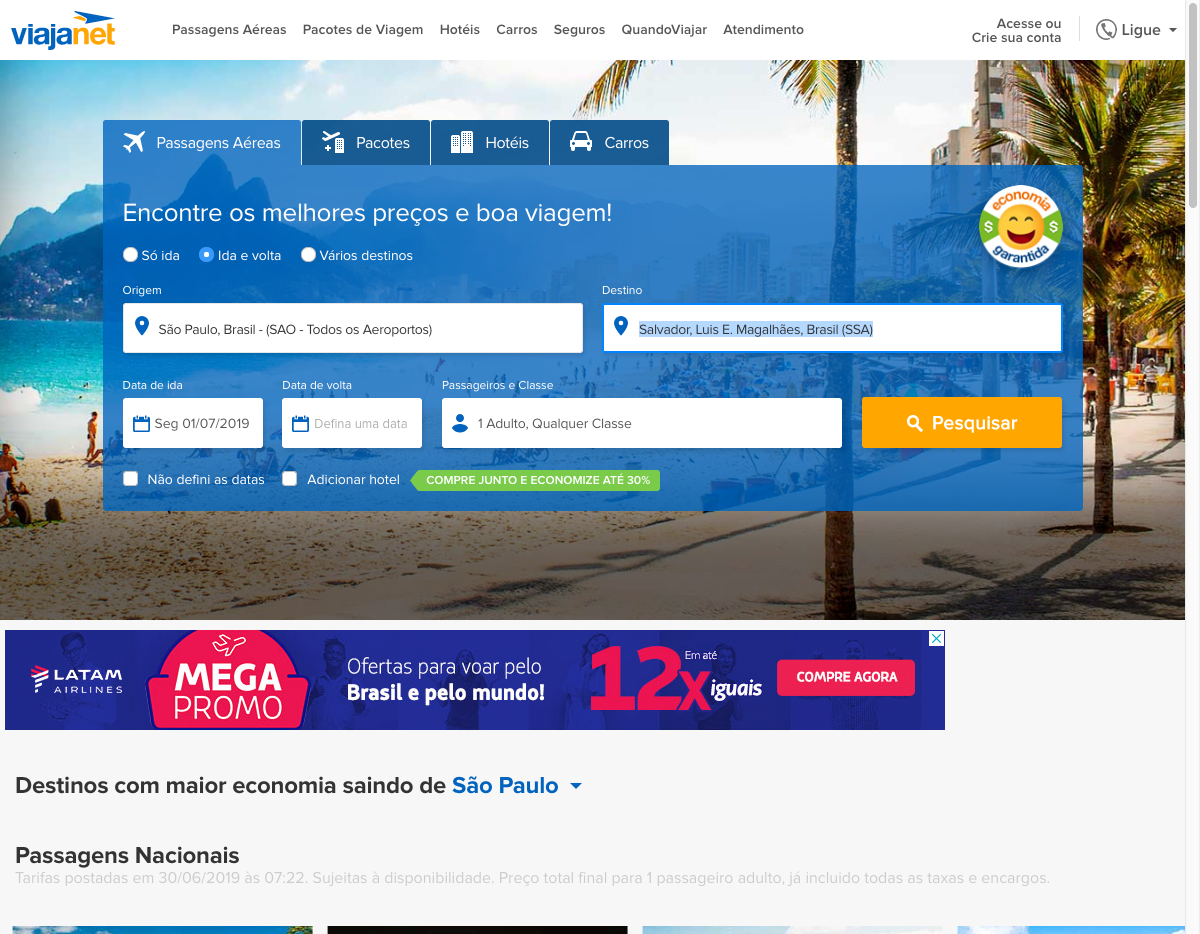 viajanet
Passagens Aéreas
Pacotes de Viagem
Hotéis
Carros
Seguros
QuandoViajar
Atendimento
Acesse ou
Crie sua conta
Ligue
Passagens Aéreas
Pacotes
Hotéis
Carros
Encontre os melhores preços e boa viagem!
economia
$ $
garantida
Só ida
Ida e volta
Vários destinos
Origem
Destino
São Paulo, Brasil - (SAO - Todos os Aeroportos)
Salvador, Luis E. Magalhães, Brasil (SSA)
Data de ida
Data de volta
Passageiros e Classe
Seg 01/07/2019
Defina uma data
1 Adulto, Qualquer Classe
Pesquisar
Não defini as datas
Adicionar hotel
COMPRE JUNTO E ECONOMIZE ATÉ 30%
LATAM
AIRLINES
MEGA
PROMO
Ofertas para voar pelo
Brasil e pelo mundo!
Em até
12x iguais
COMPRE AGORA
Destinos com maior economia saindo de São Paulo
Passagens Nacionais
Tarifas postadas em 30/06/2019 às 07:22. Sujeitas à disponibilidade. Preço total final para 1 passageiro adulto, já incluido todas as taxas e encargos.